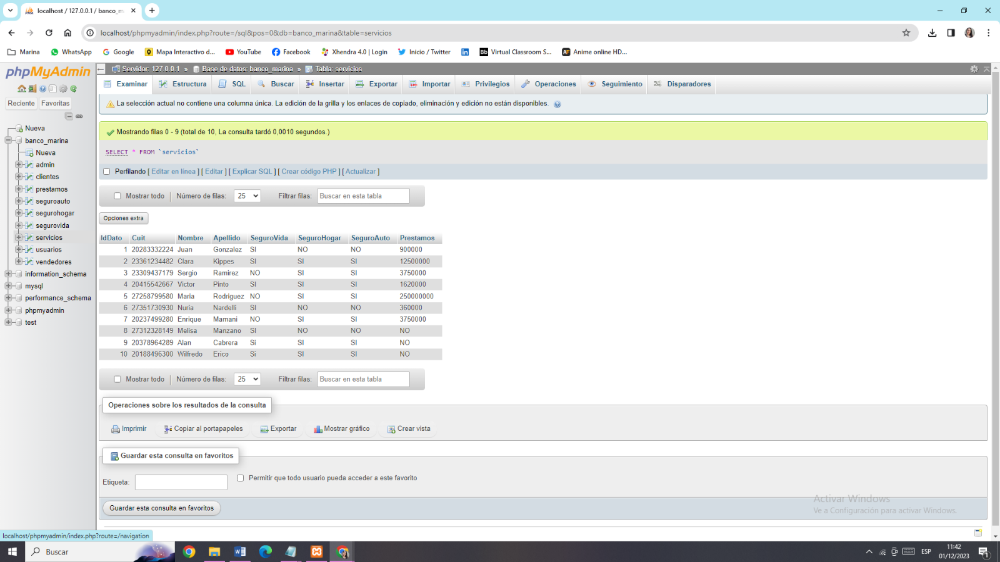 localhost / 127.0.0.1 / banco_m
localhost/phpmyadmin/index.php?route=/sql&pos=0&db=banco_marina&table=servicios
Marina WhatsApp Google Mapa Interactivo d... YouTube Facebook Xhendra 4.0 | Login Inicio / Twitter Virtual Classroom S... Anime online HD...
phpMyAdmin
Reciente Favoritas
Nueva
banco_marina
Nueva
admin
clientes
prestamos
seguroauto
segurohogar
segurovida
servicios
usuarios
vendedores
information_schema
mysql
performance_schema
phpmyadmin
test
Servidor: 127.0.0.1 » Base de datos: banco_marina » Tabla: servicios
Examinar Estructura SQL Buscar Insertar Exportar Importar Privilegios Operaciones Seguimiento Disparadores
La selección actual no contiene una columna única. La edición de la grilla y los enlaces de copiado, eliminación y edición no están disponibles.
Mostrando filas 0 - 9 (total de 10, La consulta tardó 0,0010 segundos.)
SELECT * FROM `servicios`
Perfilando [ Editar en línea ] [ Editar ] [ Explicar SQL ] [ Crear código PHP ] [ Actualizar ]
Mostrar todo | Número de filas: 25 Filtrar filas: Buscar en esta tabla
Opciones extra
IdDato Cuit Nombre Apellido SeguroVida SeguroHogar SeguroAuto Prestamos
1 20283332224 Juan Gonzalez SI NO NO 900000
2 23361234482 Clara Kippes SI SI SI 12500000
3 23309437179 Sergio Ramirez NO SI SI 3750000
4 20415542667 Victor Pinto SI SI SI 1620000
5 27258799580 Maria Rodriguez NO SI SI 250000000
6 27351730930 Nuria Nardelli SI NO NO 360000
7 20237499280 Enrique Mamani NO SI SI 3750000
8 27312328149 Melisa Manzano SI NO NO NO
9 20378964289 Alan Cabrera Si SI SI NO
10 20188496300 Wilfredo Erico Si SI SI NO
Mostrar todo | Número de filas: 25 Filtrar filas: Buscar en esta tabla
Operaciones sobre los resultados de la consulta
Imprimir Copiar al portapapeles Exportar Mostrar gráfico Crear vista
Guardar esta consulta en favoritos
Etiqueta: Permitir que todo usuario pueda acceder a este favorito
Guardar esta consulta en favoritos
Activar Windows
Ve a Configuración para activar Windows.
localhost/phpmyadmin/index.php?route=/navigation
Buscar
ESP
11:42
01/12/2023
1